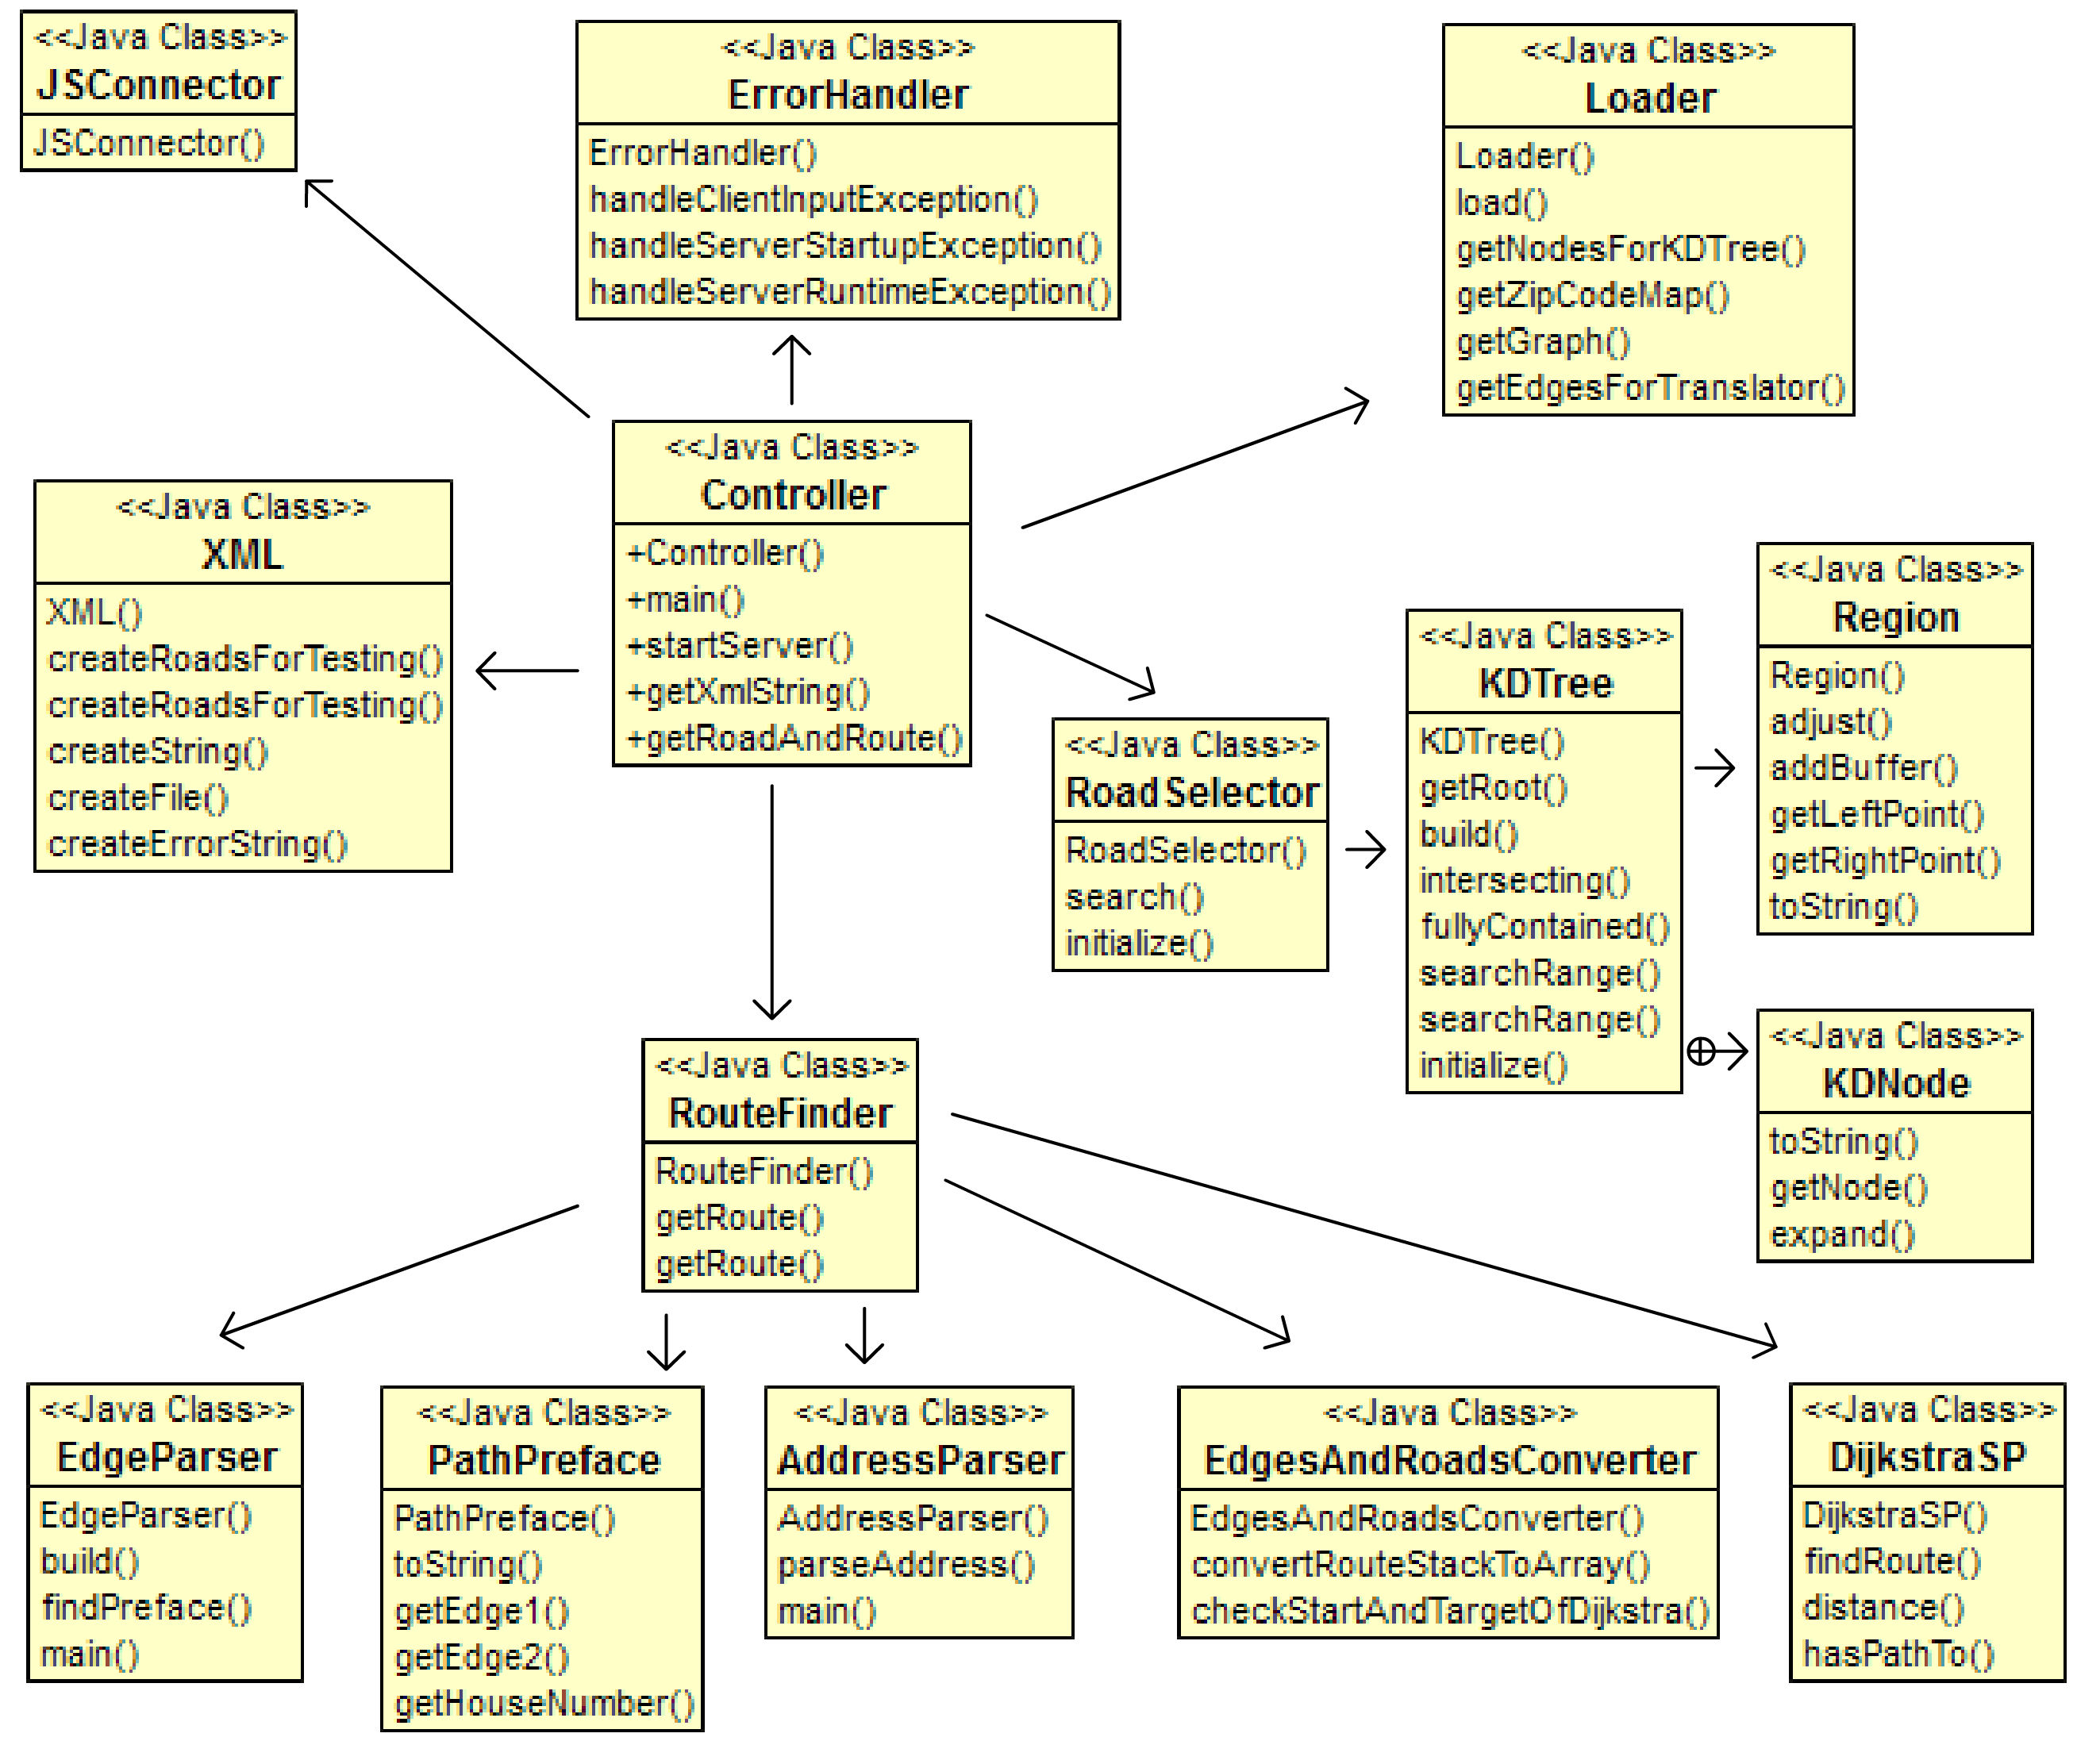 <<Java Class>>
JSConnector
JSConnector()
<<Java Class>>
ErrorHandler
ErrorHandler()
handleClientInputException()
handleServerStartupException()
handleServerRuntimeException()
<<Java Class>>
Loader
Loader()
load()
getNodesForKDTree()
getZipCodeMap()
getGraph()
getEdgesForTranslator()
<<Java Class>>
XML
XML()
createRoadsForTesting()
createRoadsForTesting()
createString()
createFile()
createErrorString()
<<Java Class>>
Controller
+Controller()
+main()
+startServer()
+getXmlString()
+getRoadAndRoute()
<<Java Class>>
RoadSelector
RoadSelector()
search()
initialize()
<<Java Class>>
KDTree
KDTree()
getRoot()
build()
intersecting()
fullyContained()
searchRange()
searchRange()
initialize()
<<Java Class>>
Region
Region()
adjust()
addBuffer()
getLeftPoint()
getRightPoint()
toString()
<<Java Class>>
KDNode
toString()
getNode()
expand()
<<Java Class>>
RouteFinder
RouteFinder()
getRoute()
getRoute()
<<Java Class>>
EdgeParser
EdgeParser()
build()
findPreface()
main()
<<Java Class>>
PathPreface
PathPreface()
toString()
getEdge1()
getEdge2()
getHouseNumber()
<<Java Class>>
AddressParser
AddressParser()
parseAddress()
main()
<<Java Class>>
EdgesAndRoadsConverter
EdgesAndRoadsConverter()
convertRouteStackToArray()
checkStartAndTargetOfDijkstra()
<<Java Class>>
DijkstraSP
DijkstraSP()
findRoute()
distance()
hasPathTo()